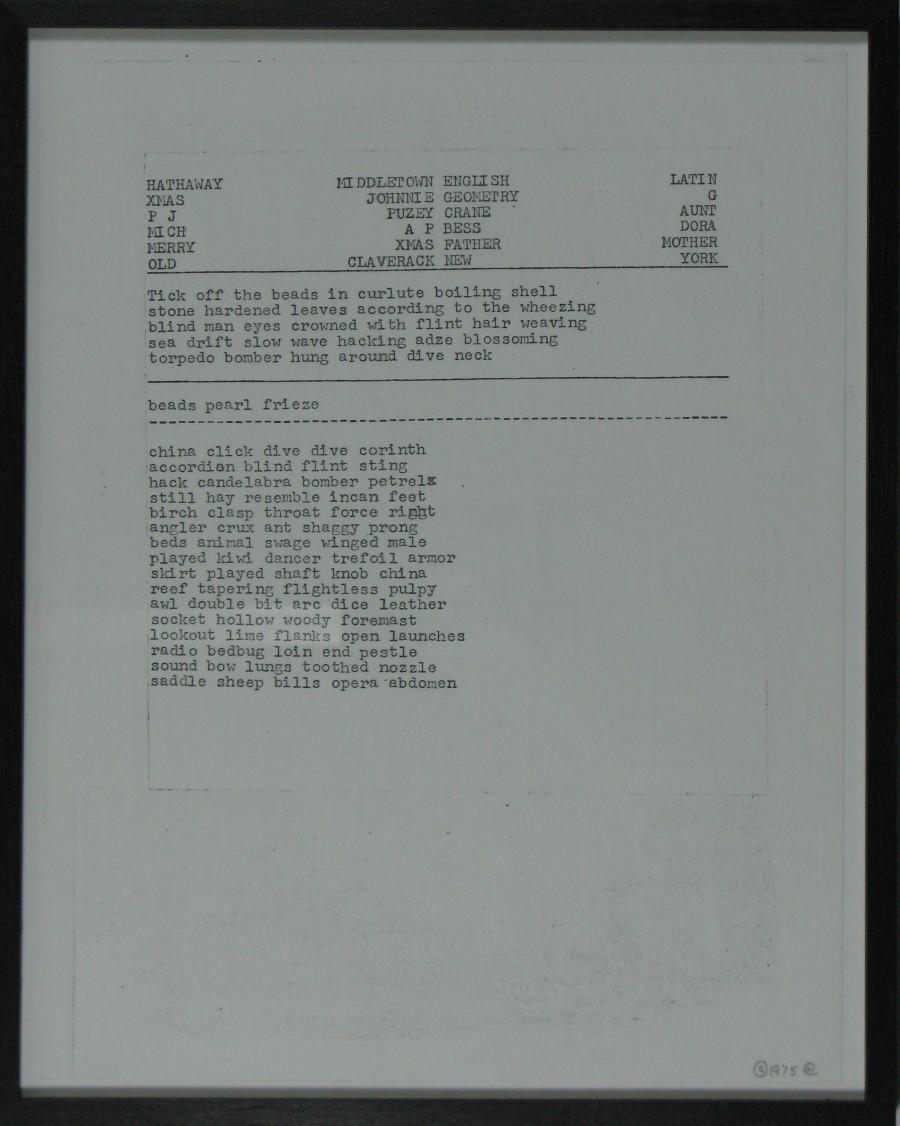 HATHAWAY MIDDLETOWN ENGLISH LATIN
XMAS JOHNNIE GEOMETRY G
P J PUZEY CRANE AUNT
MICH A P BESS DORA
MERRY XMAS FATHER MOTHER
OLD CLAVERACK NEW YORK
Tick off the beads in curlute boiling shell
stone hardened leaves according to the wheezing
blind man eyes crowned with flint hair weaving
sea drift slow wave hacking adze blossoming
torpedo bomber hung around dive neck
beads pearl frieze
china click dive dive corinth
accordion blind flint sting
hack candelabra bomber petrels
still hay resemble incan feet
birch clasp throat force right
angler crux ant shaggy prong
beds animal swage winged male
played kiwi dancer trefoil armor
skirt played shaft knob china
reef tapering flightless pulpy
awl double bit arc dice leather
socket hollow woody foremast
lookout lime flanks open launches
radio bedbug loin end pestle
sound bow lungs toothed nozzle
saddle sheep bills opera abdomen
1975